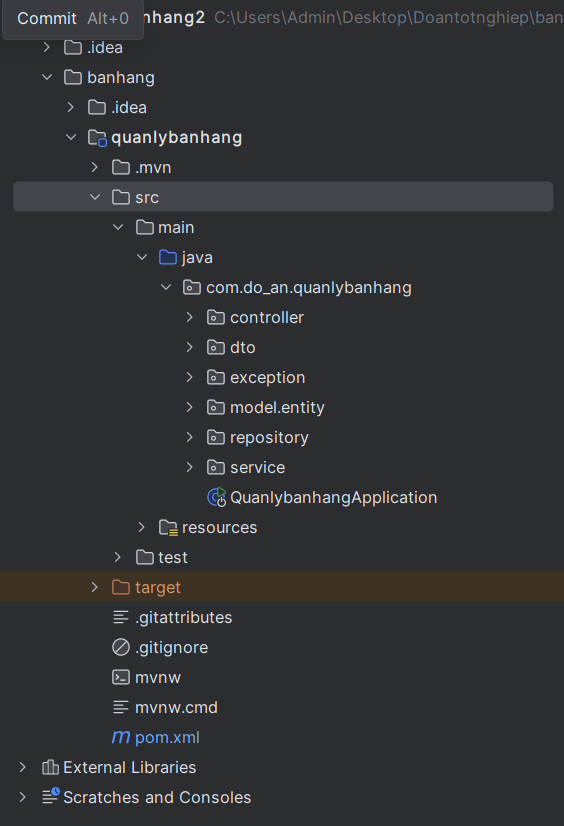 Commit Alt+0
nhang2 C:\Users\Admin\Desktop\Doantotnghiep\ban
.idea
banhang
.idea
quanlybanhang
.mvn
src
main
java
com.do_an.quanlybanhang
controller
dto
exception
model.entity
repository
service
QuanlybanhangApplication
resources
test
target
.gitattributes
.gitignore
mvnw
mvnw.cmd
pom.xml
External Libraries
Scratches and Consoles